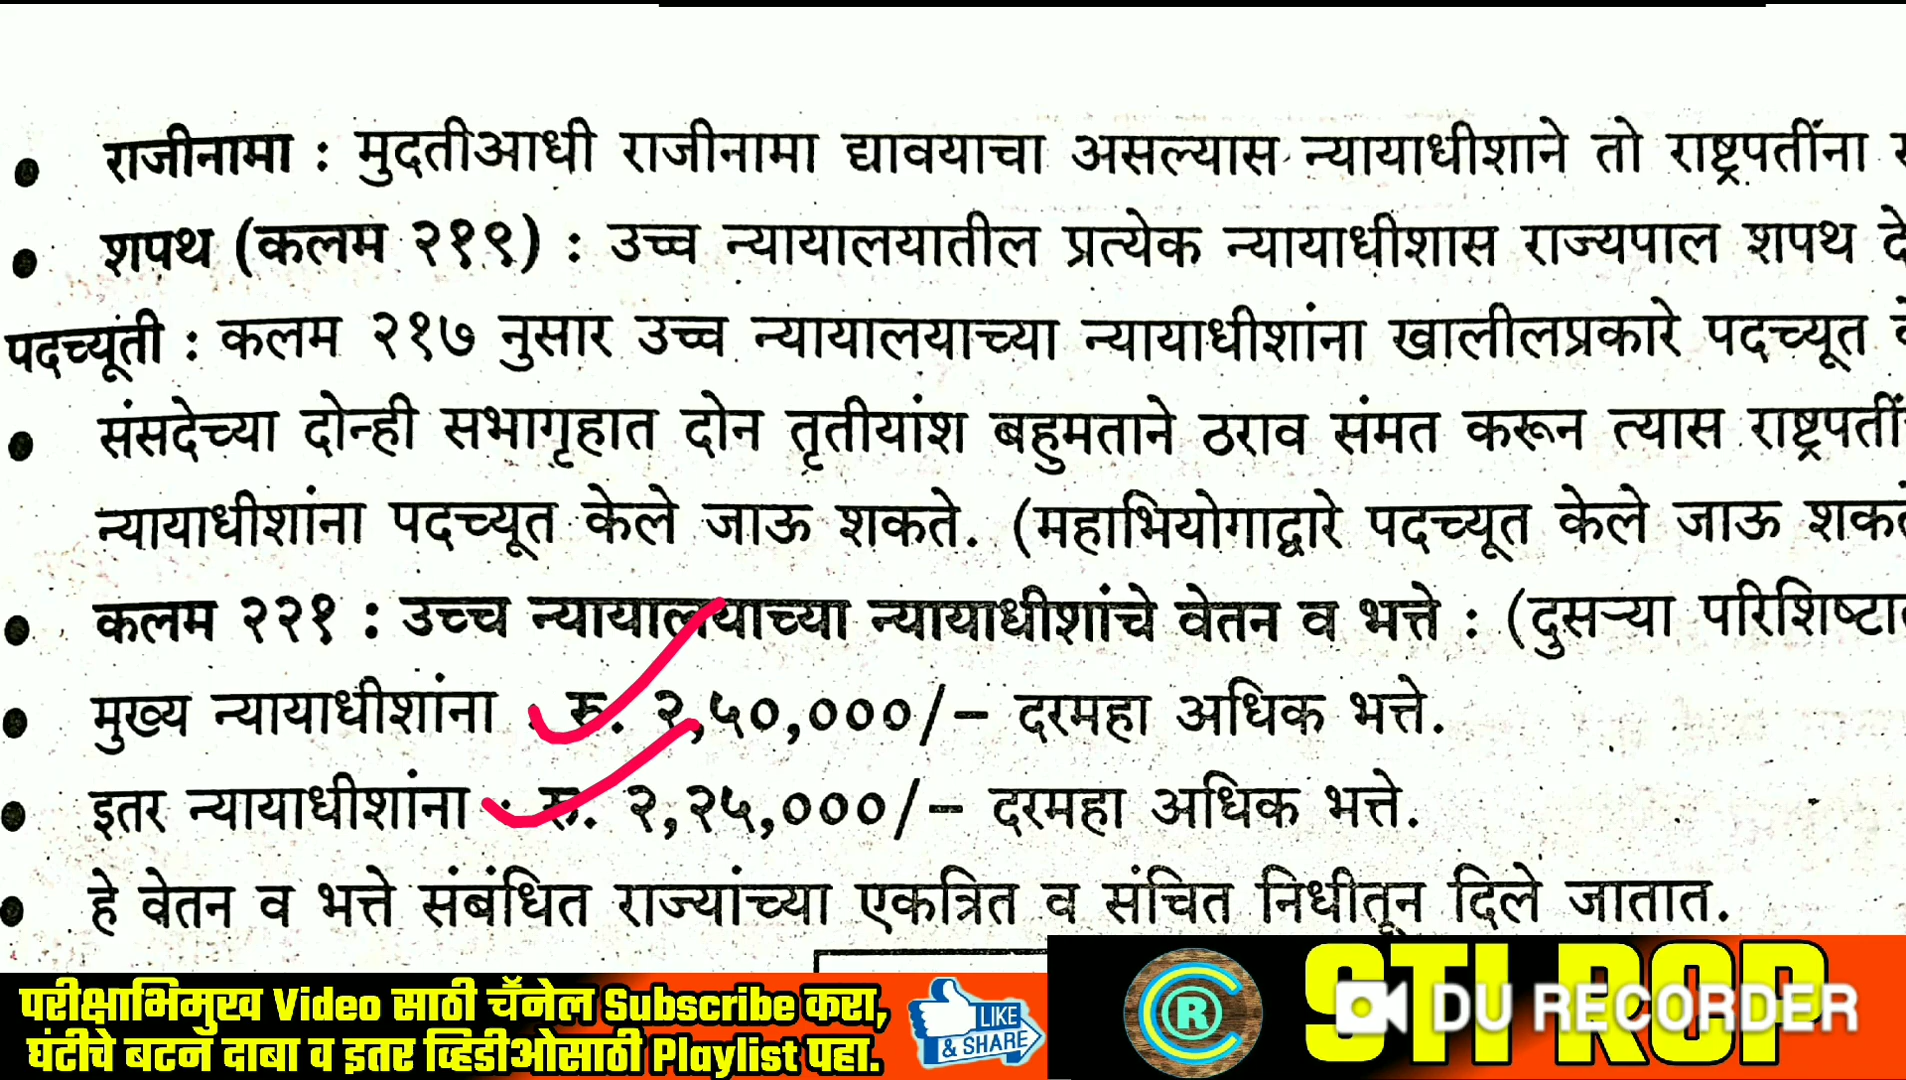 राजीनामा : मुदतीआधी राजीनामा द्यावयाचा असल्यास न्यायाधीशाने तो राष्ट्रपतींना
शपथ (कलम २१९) : उच्च न्यायालयातील प्रत्येक न्यायाधीशास राज्यपाल शपथ
पदच्यूती : कलम २१७ नुसार उच्च न्यायालयाच्या न्यायाधीशांना खालीलप्रकारे पदच्यूत
संसदेच्या दोन्ही सभागृहात दोन तृतीयांश बहुमताने ठराव संमत करून त्यास
न्यायाधीशांना पदच्यूत केले जाऊ शकते. (महाभियोगाद्वारे पदच्यूत केले जाऊ
कलम २२१ : उच्च न्यायालयाच्या न्यायाधीशांचे वेतन व भत्ते : (दुसऱ्या
मुख्य न्यायाधीशांना रु. २,५०,०००/– दरमहा अधिक भत्ते.
इतर न्यायाधीशांना रु. २,२५,०००/– दरमहा अधिक भत्ते.
हे वेतन व भत्ते संबंधित राज्यांच्या एकत्रित व संचित निधीतून दिले जातात.
परीक्षाभिमुख Video साठी चॅनेल Subscribe करा,
घंटीचे बटन दाबा व इतर व्हिडीओसाठी Playlist पहा.
LIKE
& SHARE
C R
STI ROP
DU RECORDER